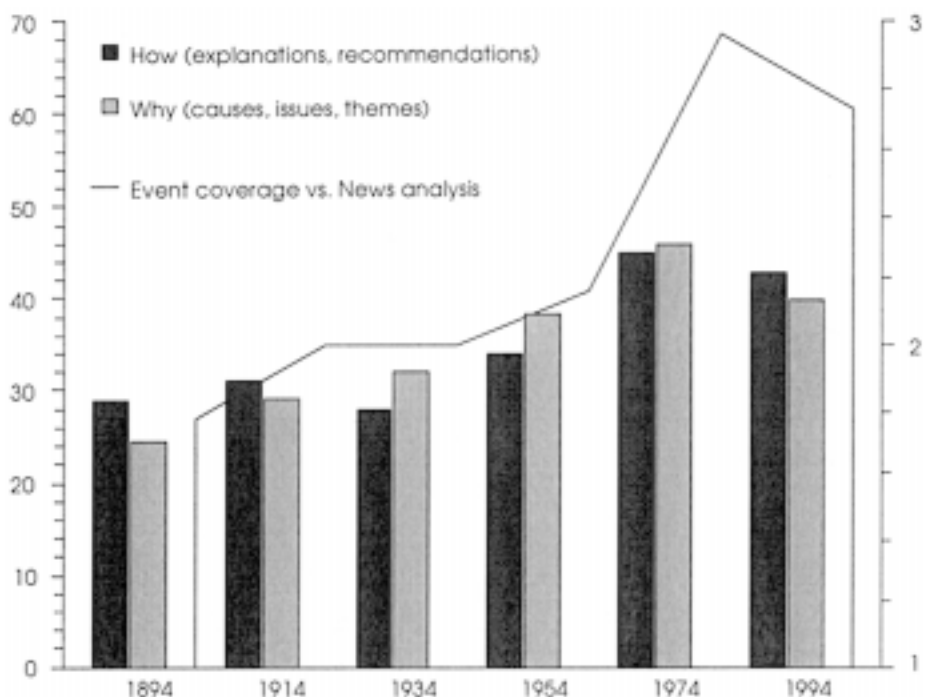 70
60
50
40
30
20
10
0
How (explanations, recommendations)
Why (causes, issues, themes)
Event coverage vs. News analysis
3
2
1
1894 1914 1934 1954 1974 1994